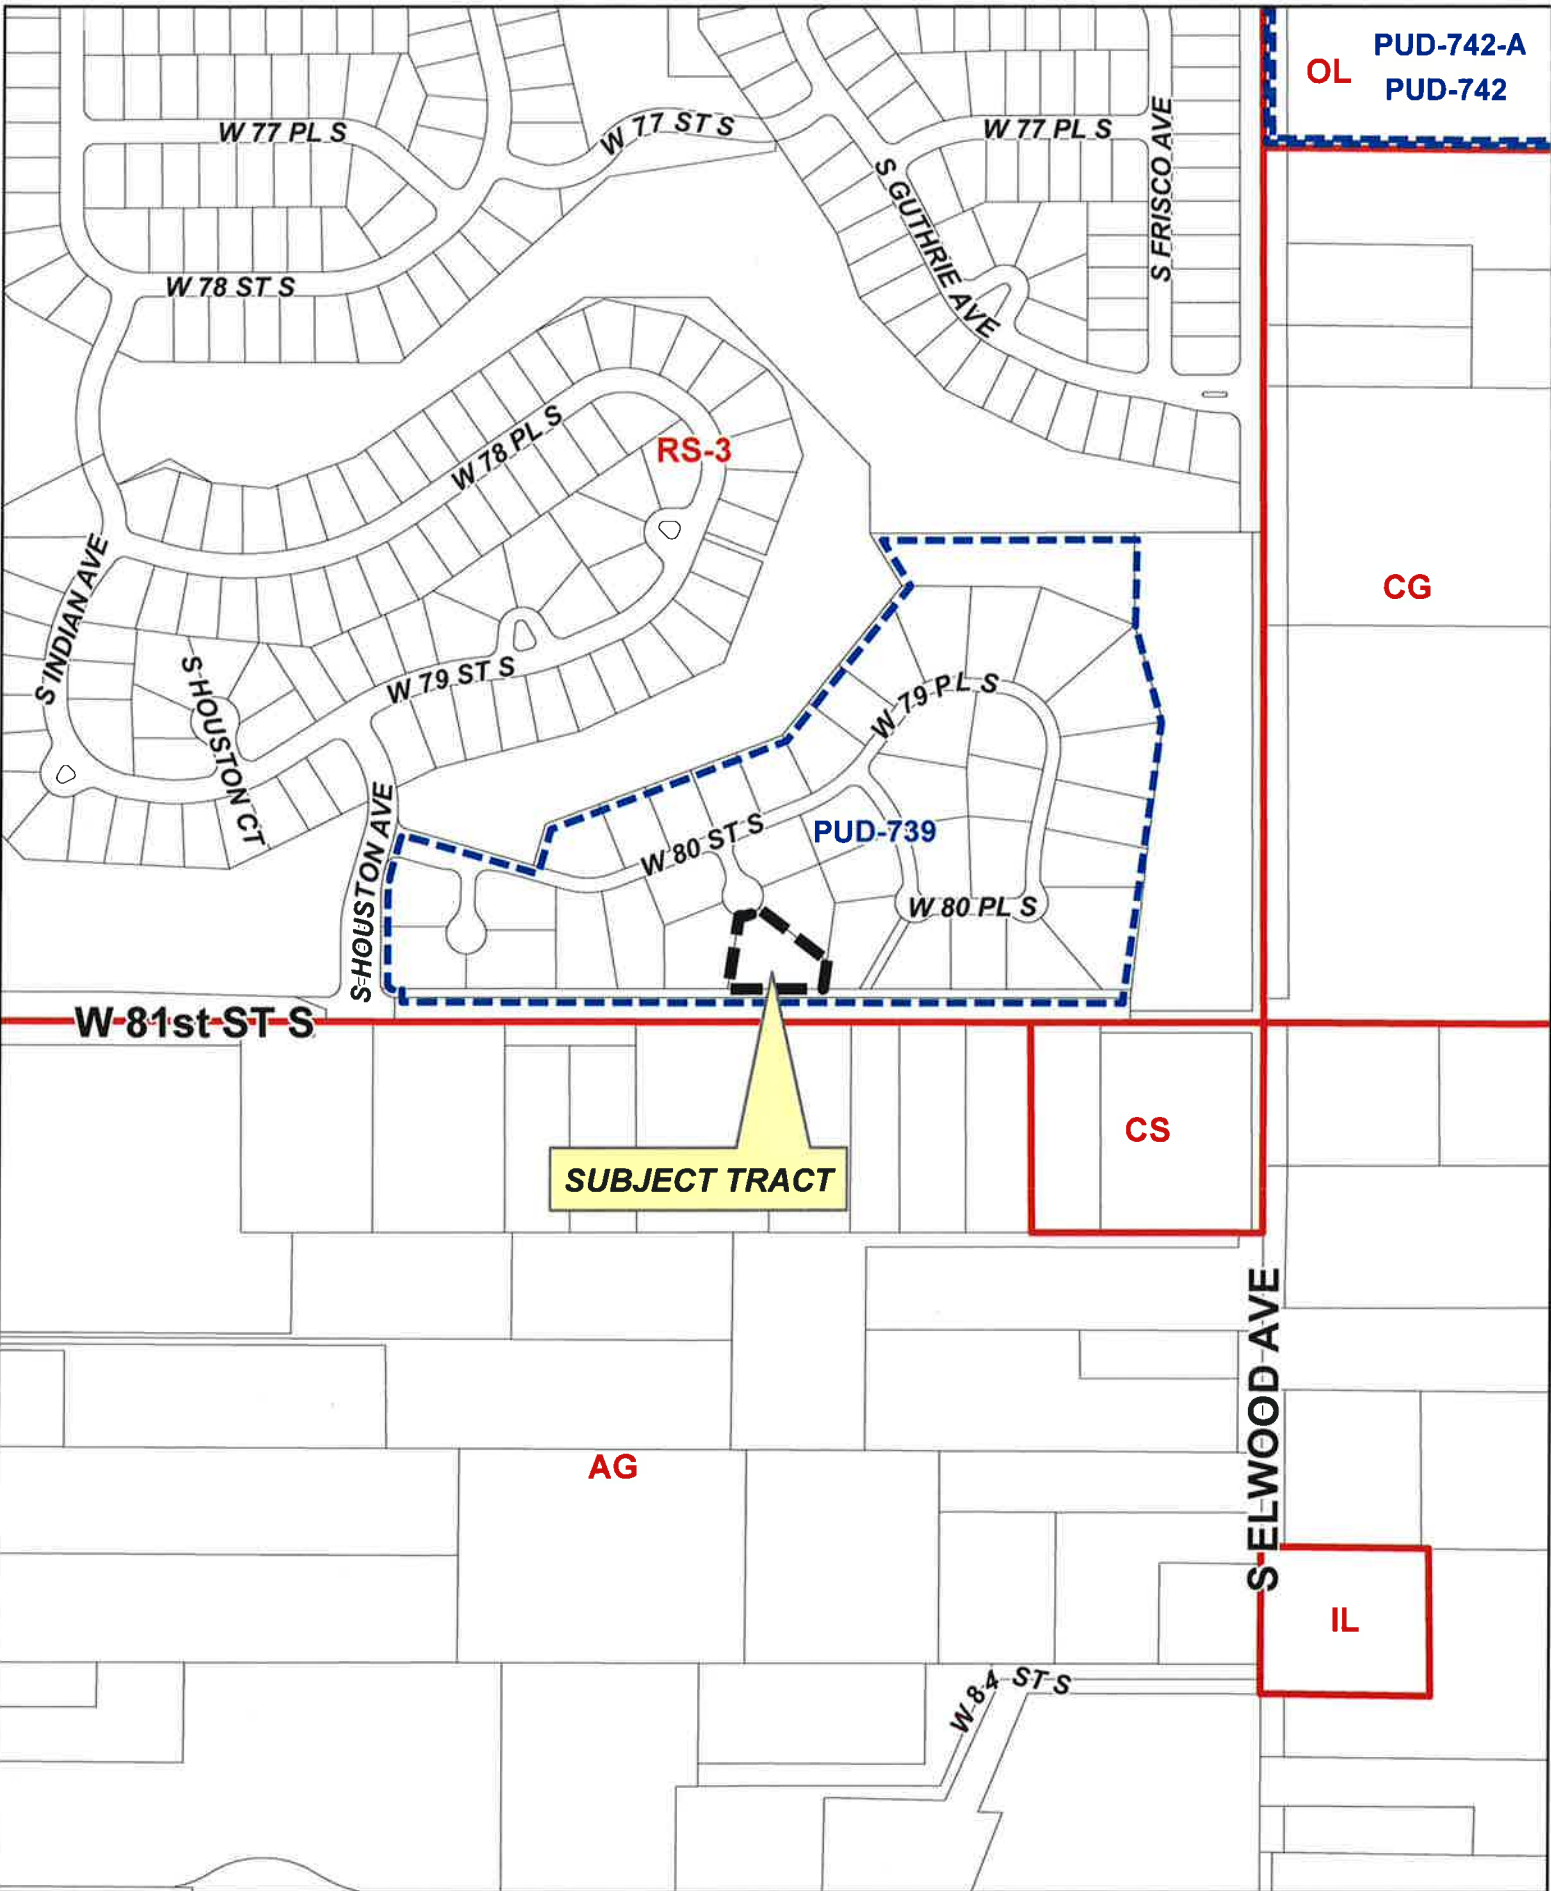 PUD-742-A
OL
PUD-742
W 77 PL S
W 77 ST S
W 77 PL S
S FRISCO AVE
S GUTHRIE AVE
W 78 ST S
W 78 PL S
RS-3
S INDIAN AVE
CG
S HOUSTON CT
W 79 ST S
W 79 PL S
S HOUSTON AVE
W 80 ST S
PUD-739
W 80 PL S
W 81st ST S
CS
SUBJECT TRACT
S ELWOOD AVE
AG
IL
W 84 ST S